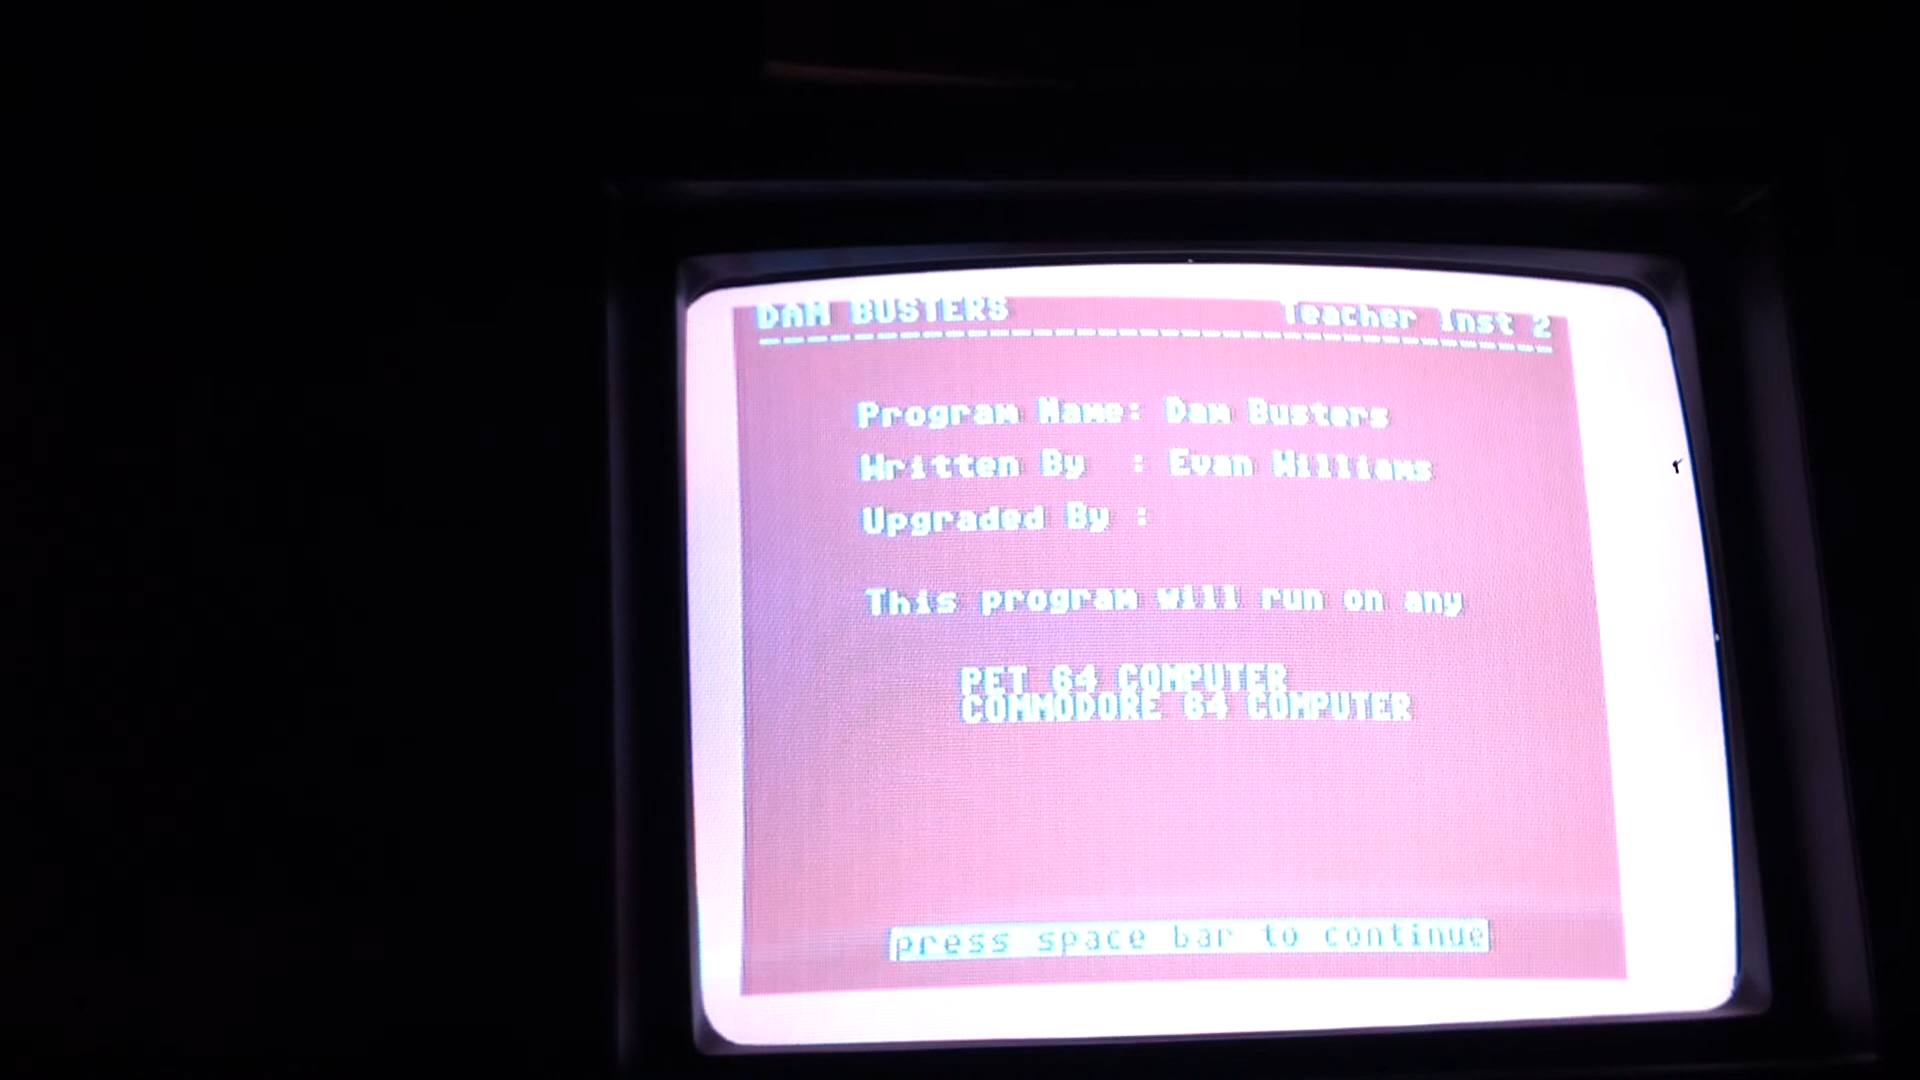 DAM BUSTERS Teacher Inst 2
Program Name: Dam Busters
Written By : Evan Williams
Upgraded By :
This program will run on any
PET 64 COMPUTER
COMMODORE 64 COMPUTER
press space bar to continue